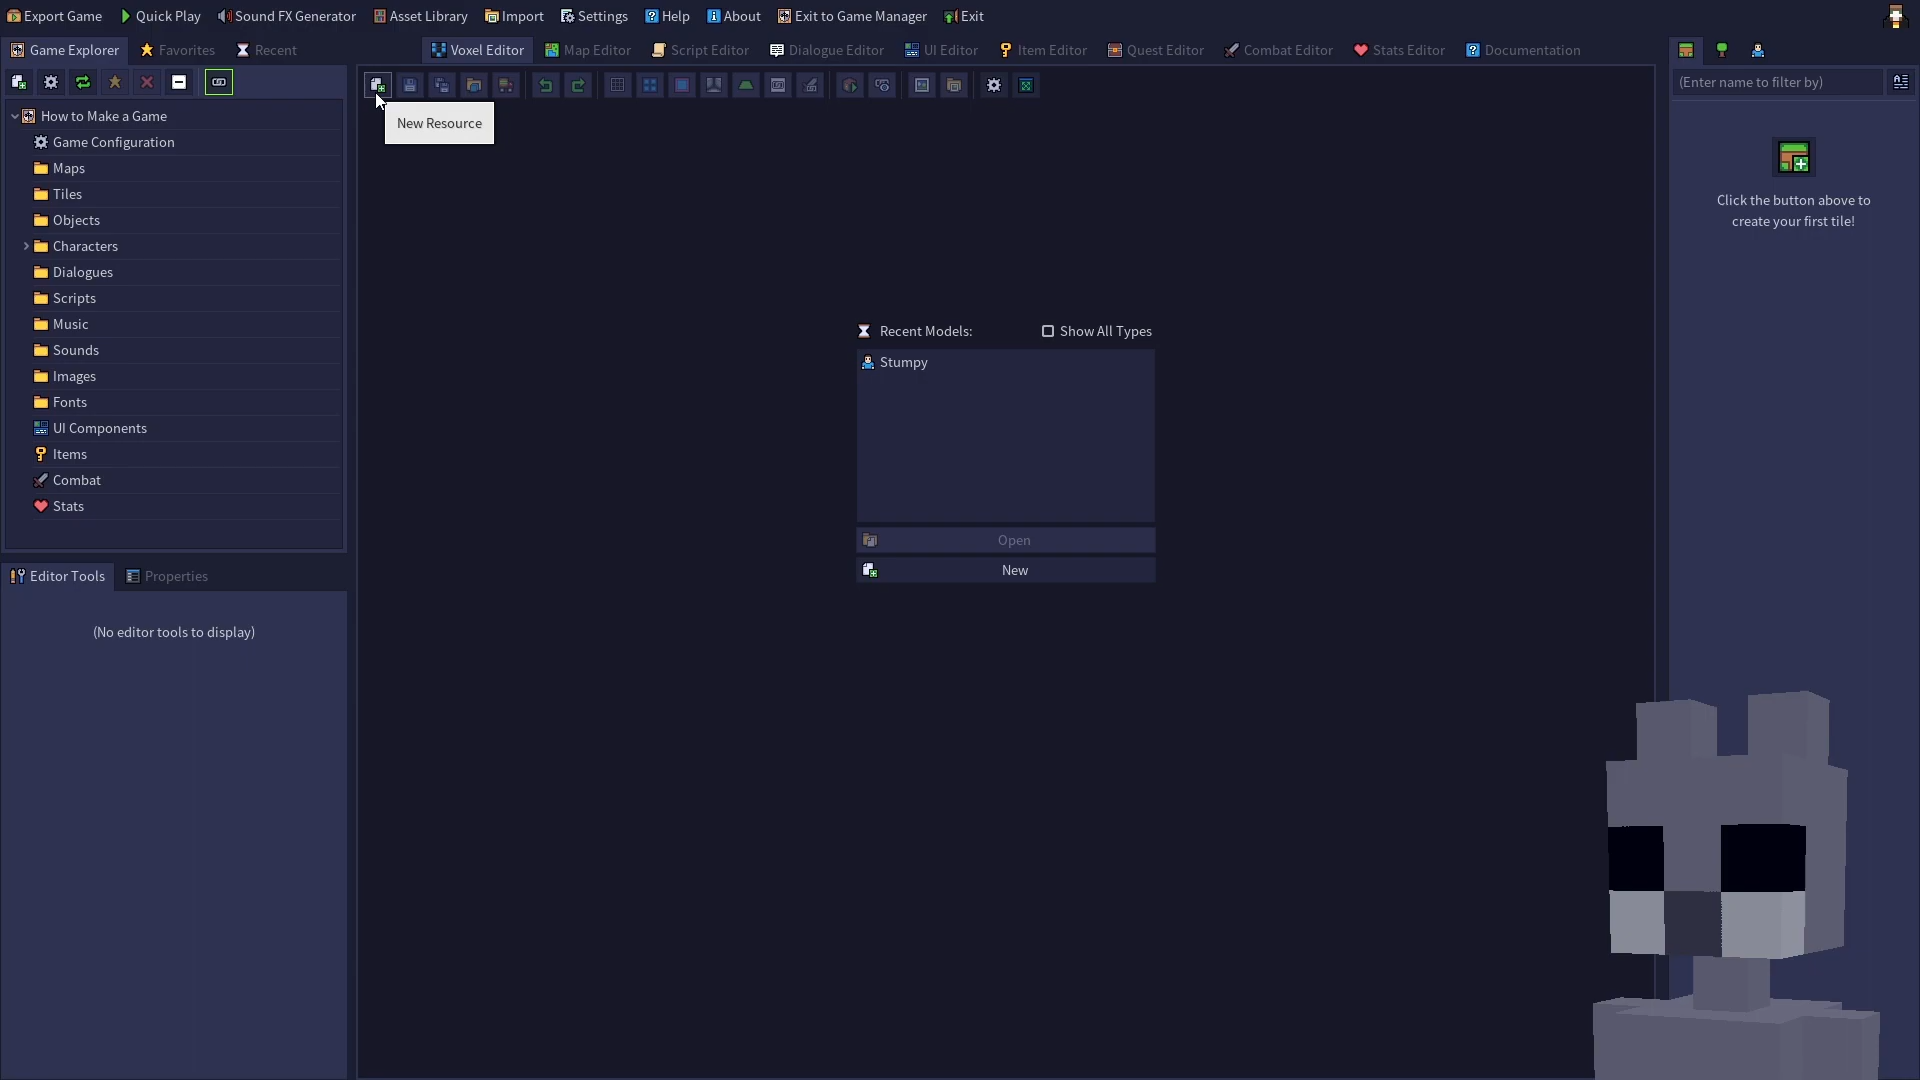 Export Game Quick Play Sound FX Generator Asset Library Import Settings Help About Exit to Game Manager Exit
Game Explorer Favorites Recent Voxel Editor Map Editor Script Editor Dialogue Editor UI Editor Item Editor Quest Editor Combat Editor Stats Editor Documentation
(Enter name to filter by)
New Resource
How to Make a Game
Game Configuration
Maps
Tiles
Objects
Characters
Dialogues
Scripts
Music
Sounds
Images
Fonts
UI Components
Items
Combat
Stats
Editor Tools Properties
(No editor tools to display)
Recent Models: Show All Types
Stumpy
Open
New
Click the button above to
create your first tile!